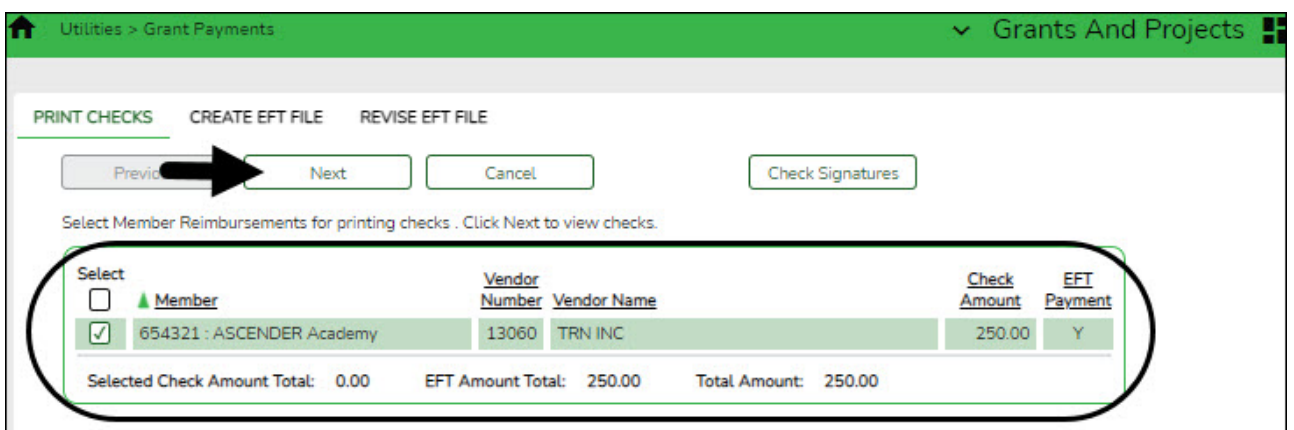 Utilities > Grant Payments
Grants And Projects
PRINT CHECKS CREATE EFT FILE REVISE EFT FILE
Next Cancel Check Signatures
Select Member Reimbursements for printing checks . Click Next to view checks.
Select Member Vendor Number Vendor Name Check Amount EFT Payment
654321 : ASCENDER Academy 13060 TRN INC 250.00 Y
Selected Check Amount Total: 0.00 EFT Amount Total: 250.00 Total Amount: 250.00